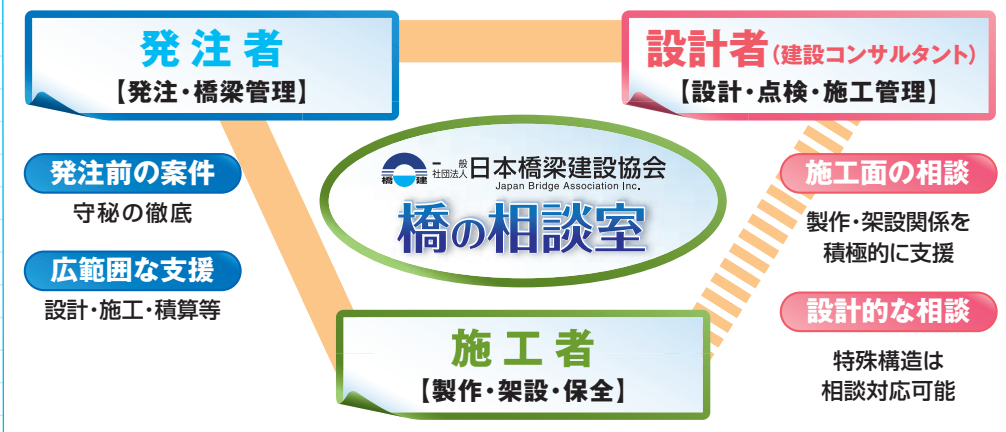 発注者
【発注・橋梁管理】
設計者(建設コンサルタント)
【設計・点検・施工管理】
発注前の案件
守秘の徹底
広範囲な支援
設計・施工・積算等
橋 建
一般社団法人日本橋梁建設協会
Japan Bridge Association Inc.
橋の相談室
施工面の相談
製作・架設関係を
積極的に支援
設計的な相談
特殊構造は
相談対応可能
施工者
【製作・架設・保全】